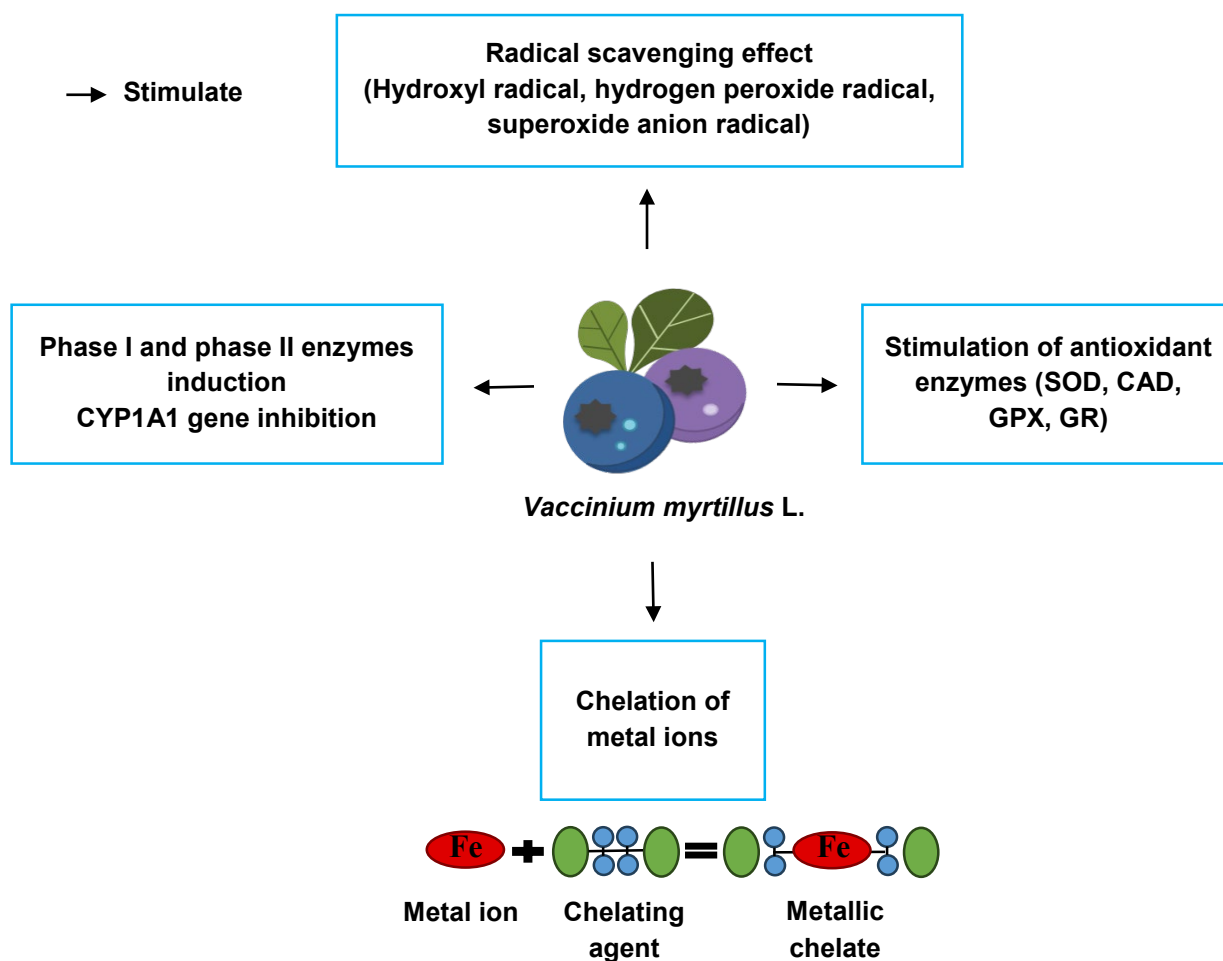 Radical scavenging effect
(Hydroxyl radical, hydrogen peroxide radical,
superoxide anion radical)
Stimulate
Phase I and phase II enzymes
induction
CYP1A1 gene inhibition
Stimulation of antioxidant
enzymes (SOD, CAD,
GPX, GR)
Vaccinium myrtillus L.
Chelation of
metal ions
Fe
Fe
Metal ion
Chelating
agent
Metallic
chelate